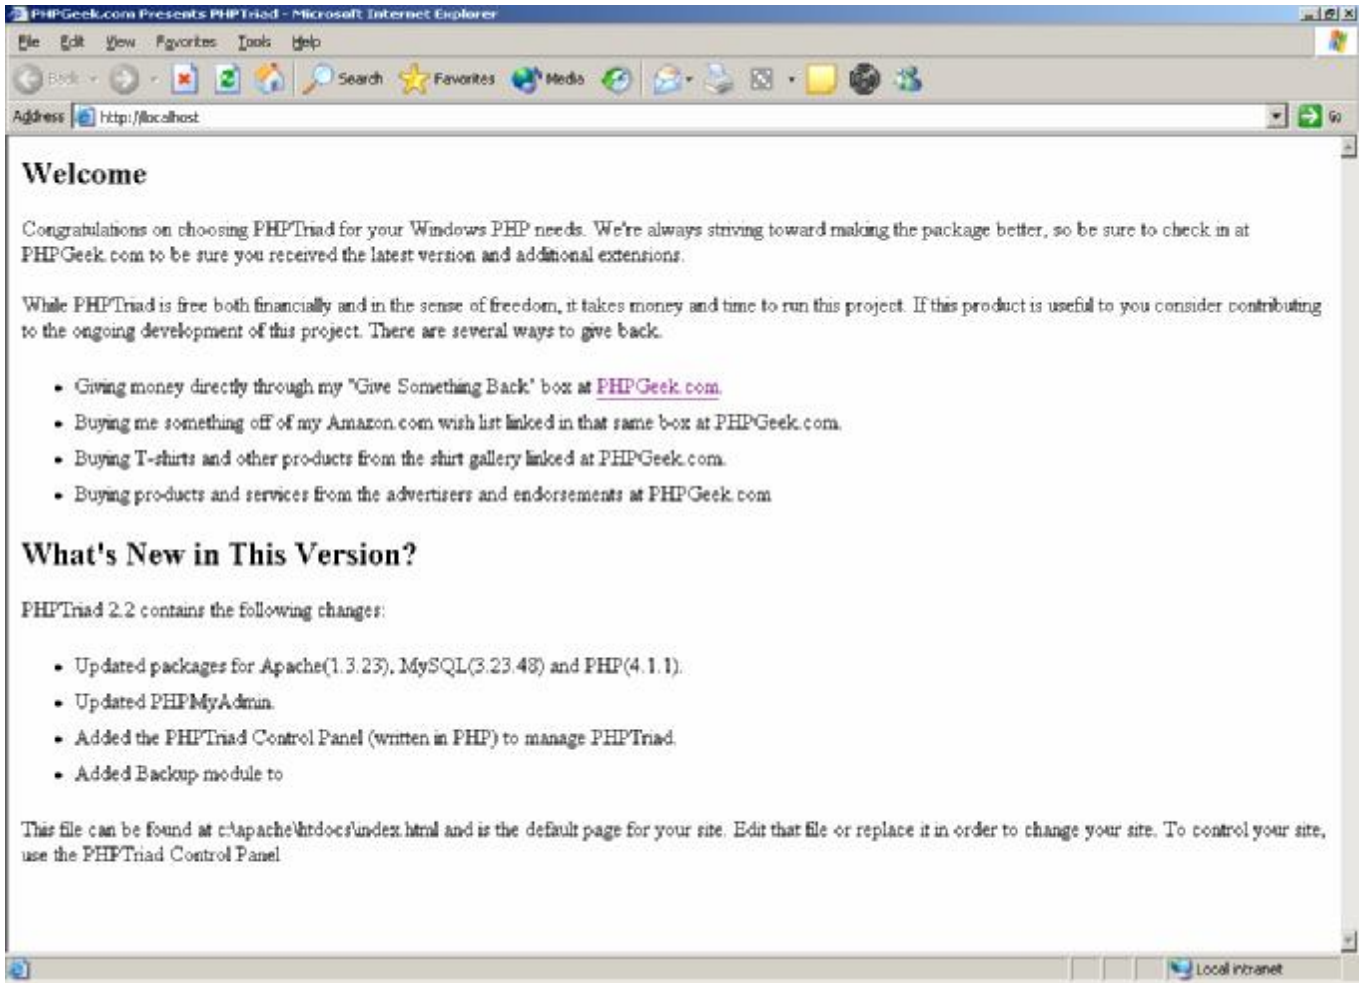 PHPGeek.com Presents PHPTriad - Microsoft Internet Explorer
File Edit View Favorites Tools Help
Back Search Favorites Media
Address http://localhost Go
Welcome
Congratulations on choosing PHPTriad for your Windows PHP needs. We're always striving toward making the package better, so be sure to check in at
PHPGeek.com to be sure you received the latest version and additional extensions.
While PHPTriad is free both financially and in the sense of freedom, it takes money and time to run this project. If this product is useful to you consider contributing
to the ongoing development of this project. There are several ways to give back.
• Giving money directly through my "Give Something Back" box at PHPGeek.com.
• Buying me something off of my Amazon.com wish list linked in that same box at PHPGeek.com.
• Buying T-shirts and other products from the shirt gallery linked at PHPGeek.com.
• Buying products and services from the advertisers and endorsements at PHPGeek.com
What's New in This Version?
PHPTriad 2.2 contains the following changes:
• Updated packages for Apache(1.3.23), MySQL(3.23.48) and PHP(4.1.1).
• Updated PHPMyAdmin.
• Added the PHPTriad Control Panel (written in PHP) to manage PHPTriad.
• Added Backup module to
This file can be found at c:\apache\htdocs\index.html and is the default page for your site. Edit that file or replace it in order to change your site. To control your site,
use the PHPTriad Control Panel
Local intranet